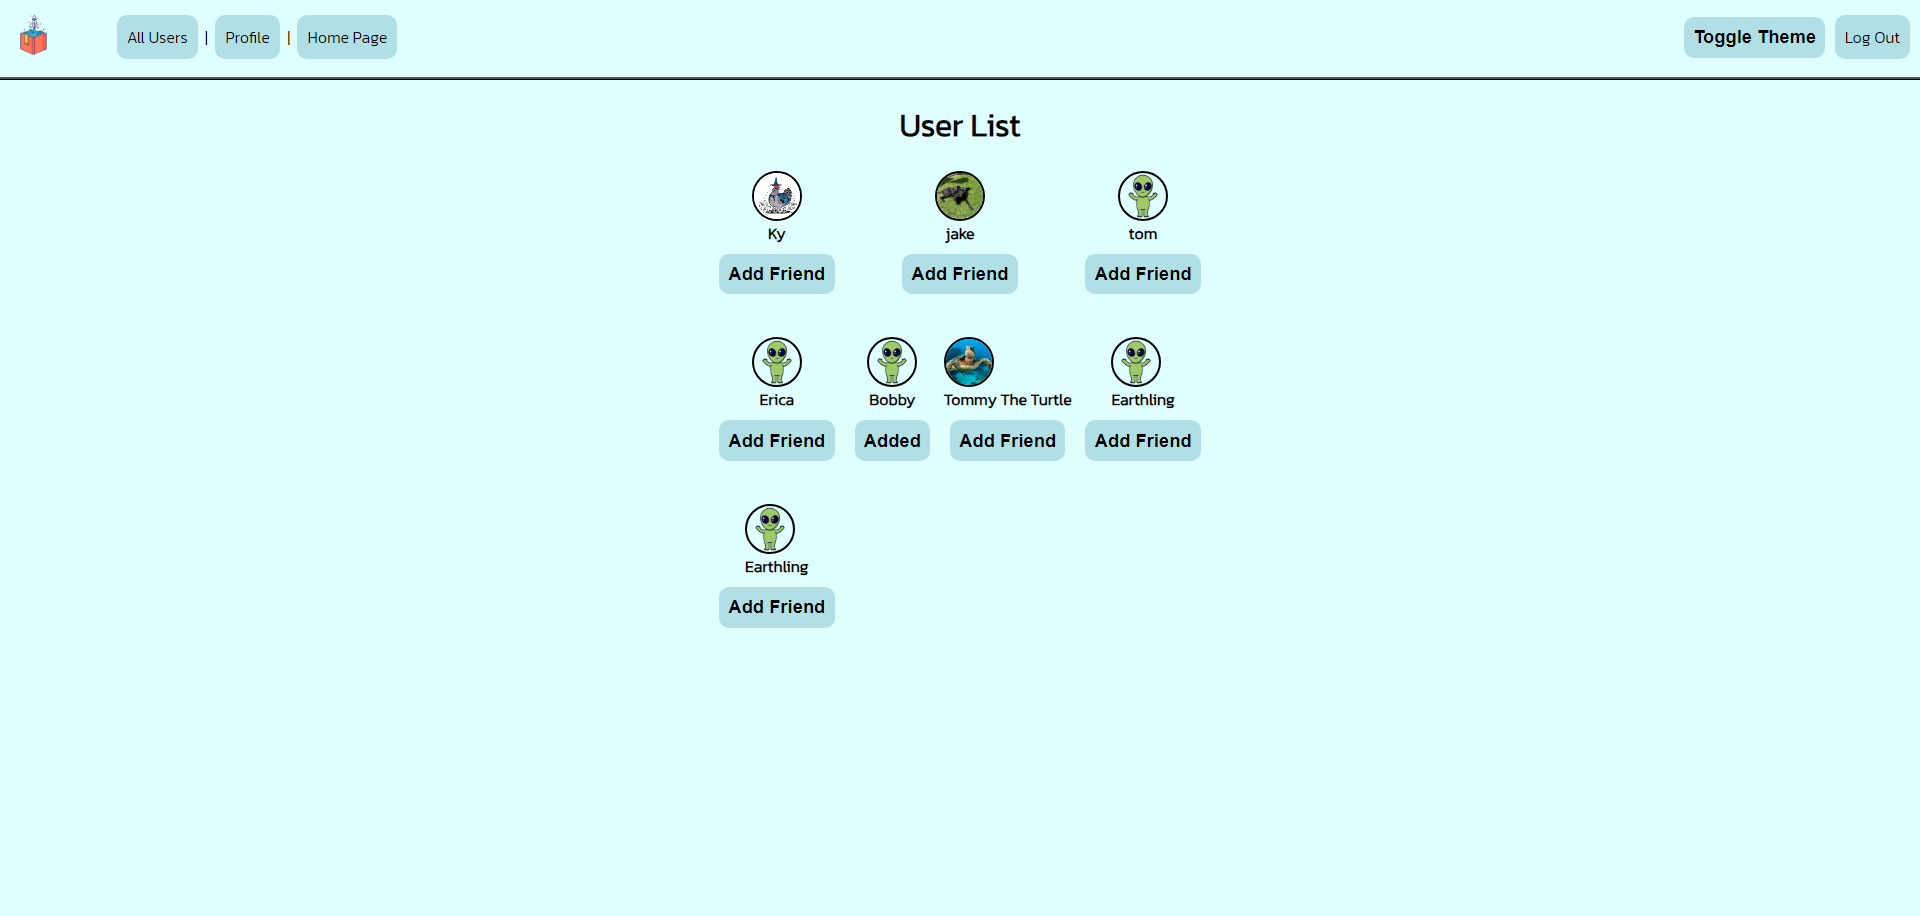 All Users | Profile | Home Page Toggle Theme Log Out
User List
Ky jake tom
Add Friend Add Friend Add Friend
Erica Bobby Tommy The Turtle Earthling
Add Friend Added Add Friend Add Friend
Earthling
Add Friend